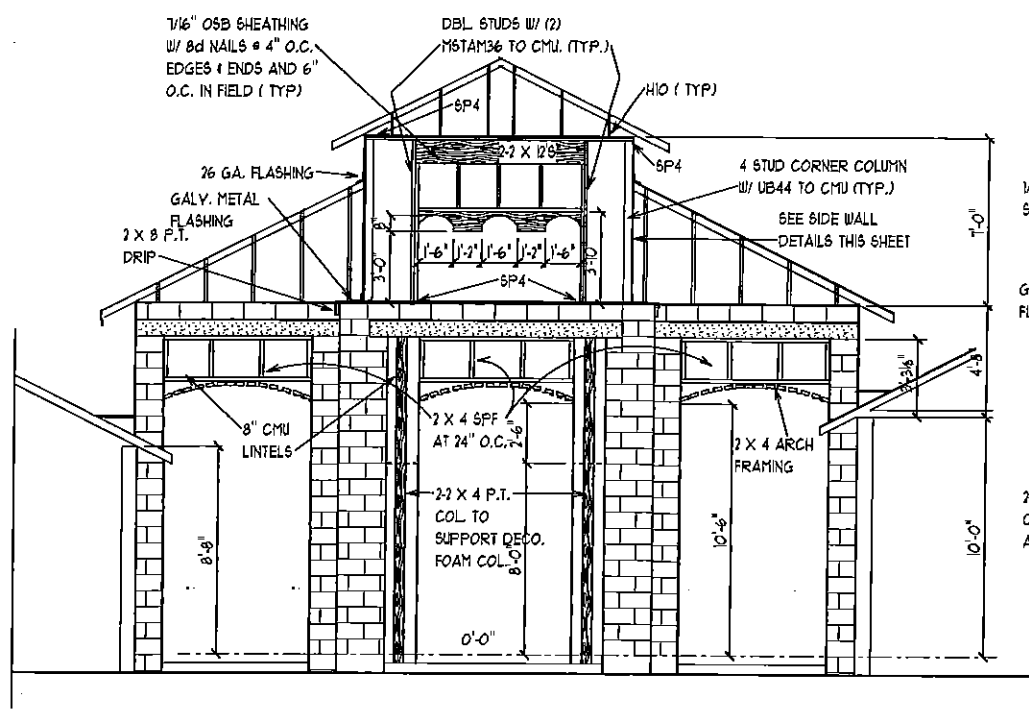 7/16" OSB SHEATHING
W/ 8d NAILS @ 4" O.C.
EDGES & ENDS AND 6"
O.C. IN FIELD ( TYP)
DBL STUDS W/ (2)
MSTAM36 TO CMU. (TYP.)
SP4
H10 ( TYP)
2-2 X 12'S
SP4
26 GA. FLASHING
4 STUD CORNER COLUMN
W/ UB44 TO CMU (TYP.)
GALV. METAL
FLASHING
SEE SIDE WALL
DETAILS THIS SHEET
2 X 8 P.T.
DRIP
8"
1'-6"
1'-2"
1'-6"
1'-2"
1'-6"
3'-0"
3'-10
7'-0"
SP4
4'-8"
8" CMU
LINTELS
2 X 4 SPF
AT 24" O.C.
2'-6"
2 X 4 ARCH
FRAMING
2-2 X 4 P.T.
COL. TO
SUPPORT DECO.
FOAM COL.
8'-8"
8'-0"
10'-6"
10'-0"
0'-0"